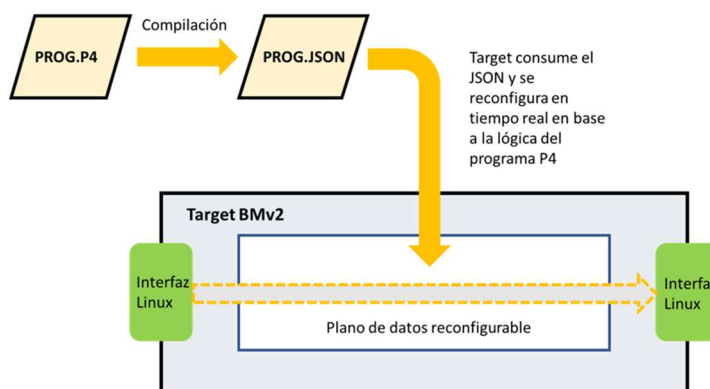 Compilación
PROG.P4
PROG.JSON
Target consume el
JSON y se
reconfigura en
tiempo real en base
a la lógica del
programa P4
Target BMv2
Interfaz
Linux
Plano de datos reconfigurable
Interfa
Linux